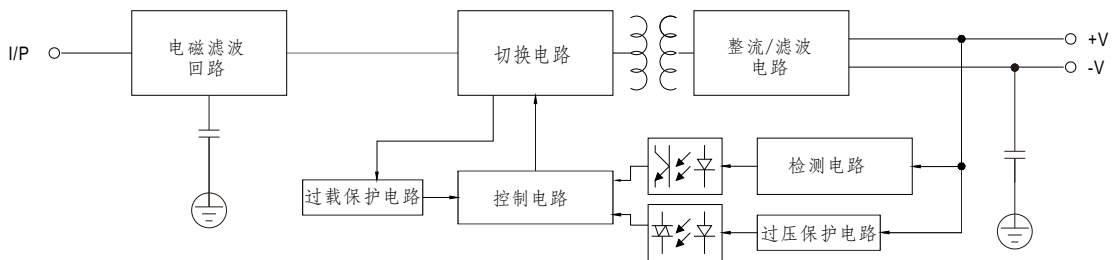 I/P
电磁滤波
回路
切换电路
整流/滤波
电路
+V
-V
过载保护电路
控制电路
检测电路
过压保护电路